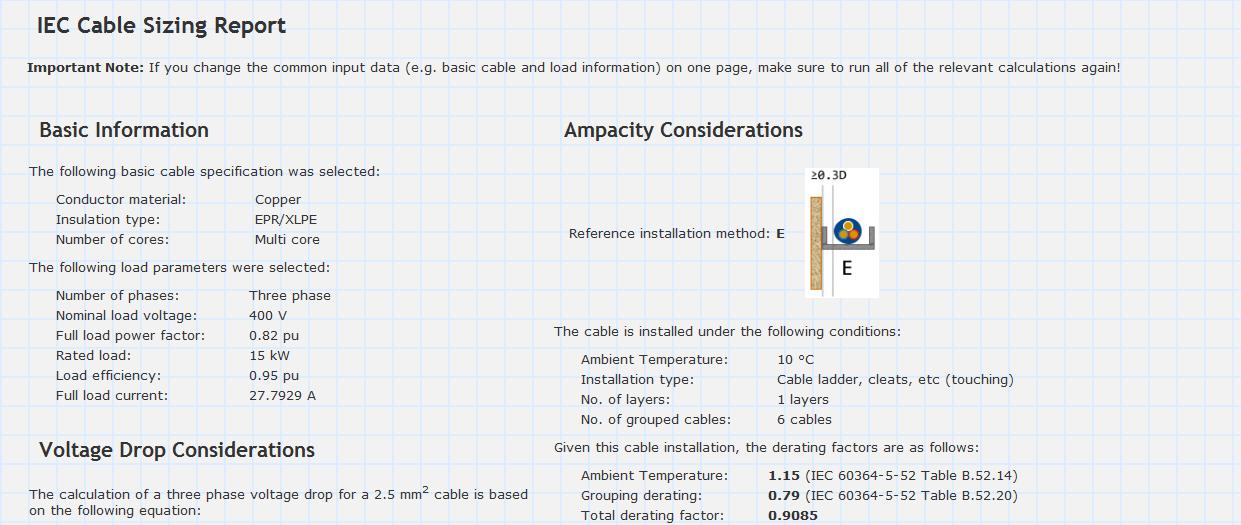 IEC Cable Sizing Report
Important Note: If you change the common input data (e.g. basic cable and load information) on one page, make sure to run all of the relevant calculations again!
Basic Information
The following basic cable specification was selected:
Conductor material: Copper
Insulation type: EPR/XLPE
Number of cores: Multi core
The following load parameters were selected:
Number of phases: Three phase
Nominal load voltage: 400 V
Full load power factor: 0.82 pu
Rated load: 15 kW
Load efficiency: 0.95 pu
Full load current: 27.7929 A
Voltage Drop Considerations
The calculation of a three phase voltage drop for a 2.5 mm² cable is based
on the following equation:
Ampacity Considerations
≥0.3D
Reference installation method: E
E
The cable is installed under the following conditions:
Ambient Temperature: 10 °C
Installation type: Cable ladder, cleats, etc (touching)
No. of layers: 1 layers
No. of grouped cables: 6 cables
Given this cable installation, the derating factors are as follows:
Ambient Temperature: 1.15 (IEC 60364-5-52 Table B.52.14)
Grouping derating: 0.79 (IEC 60364-5-52 Table B.52.20)
Total derating factor: 0.9085